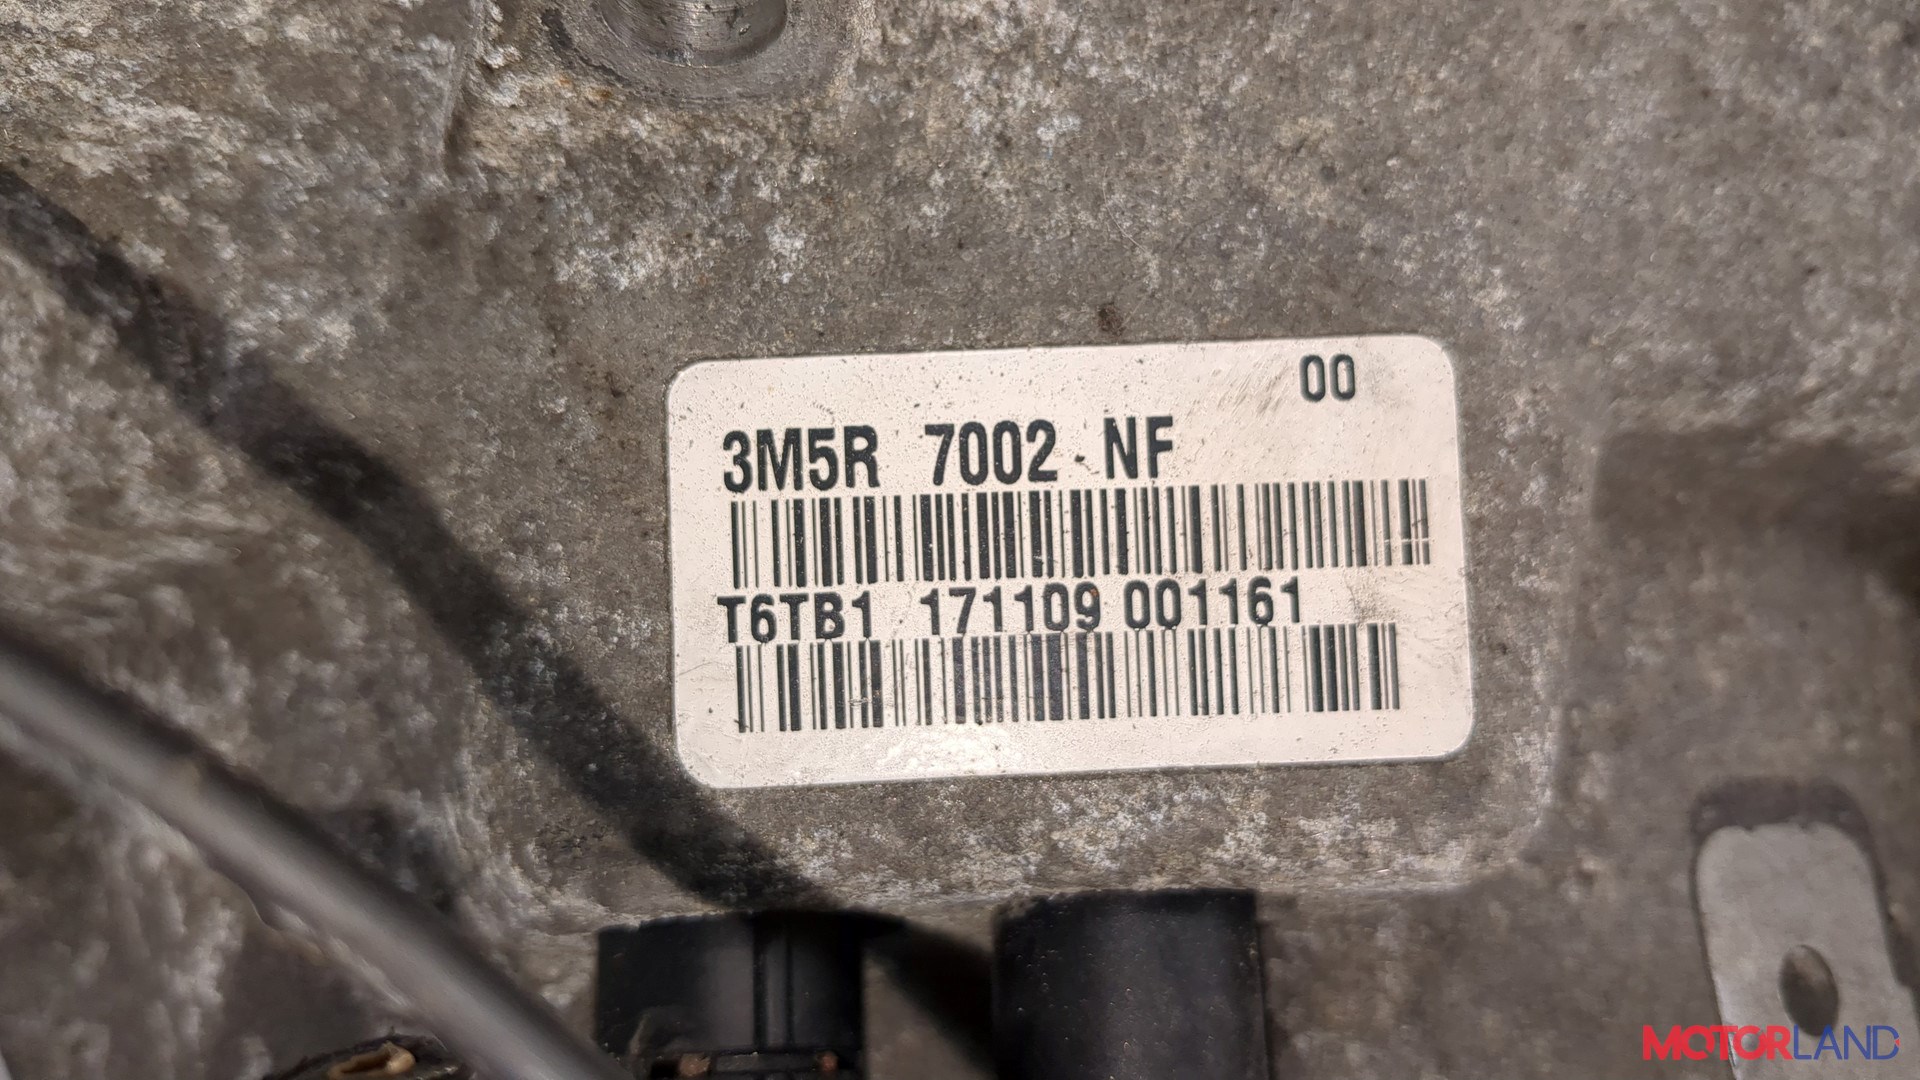 00
3M5R 7002 NF
T6TB1 171109 001161
MOTORLAND